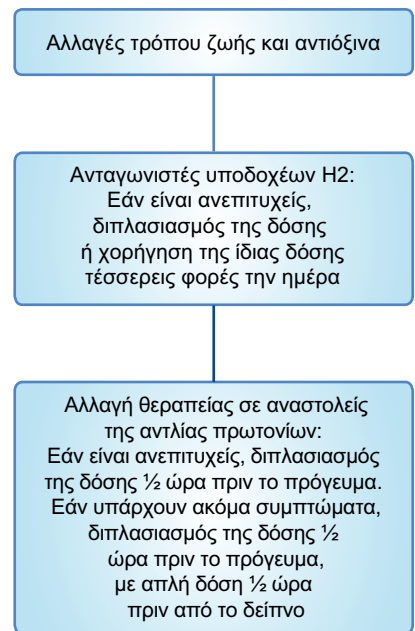 Αλλαγές τρόπου ζωής και αντιόξινα
Ανταγωνιστές υποδοχέων H2:
Εάν είναι ανεπιτυχείς,
διπλασιασμός της δόσης
ή χορήγηση της ίδιας δόσης
τέσσερεις φορές την ημέρα
Αλλαγή θεραπείας σε αναστολείς
της αντλίας πρωτονίων:
Εάν είναι ανεπιτυχείς, διπλασιασμός
της δόσης ½ ώρα πριν το πρόγευμα.
Εάν υπάρχουν ακόμα συμπτώματα,
διπλασιασμός της δόσης ½
ώρα πριν το πρόγευμα,
με απλή δόση ½ ώρα
πριν από το δείπνο